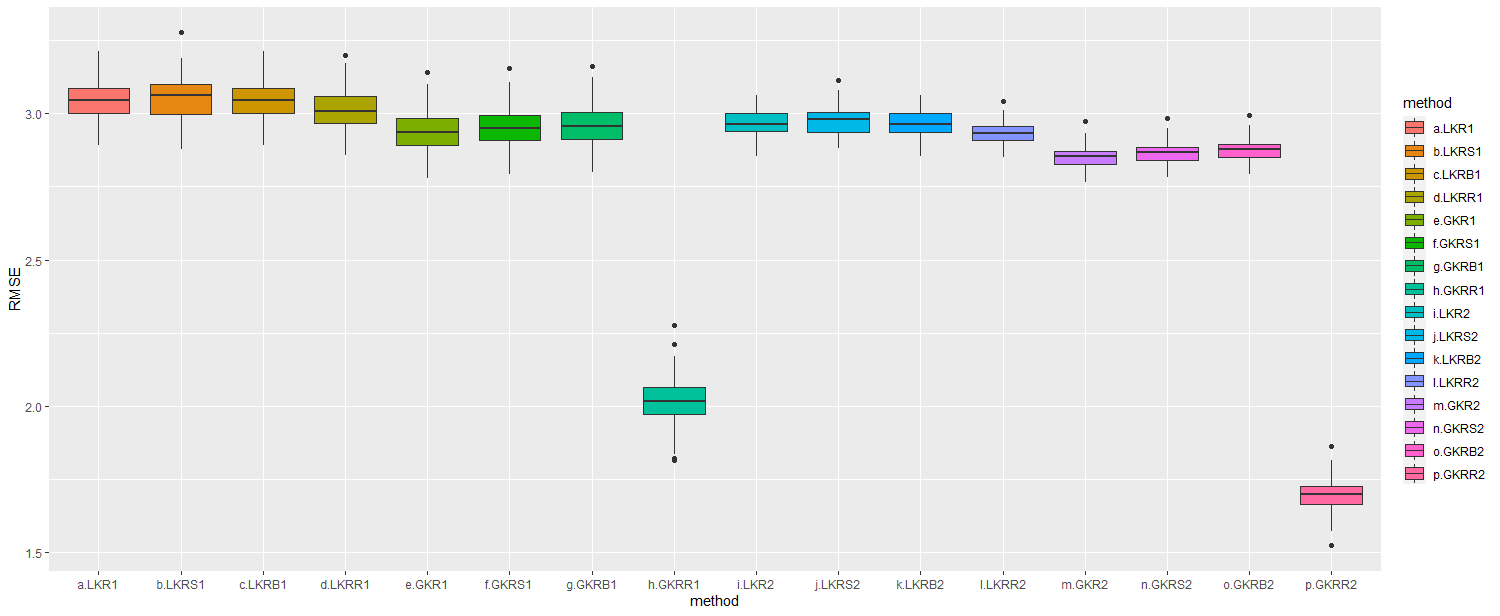 3.0
2.5
2.0
1.5
RMSE
a.LKR1 b.LKRS1 c.LKRB1 d.LKRR1 e.GKR1 f.GKRS1 g.GKRB1 h.GKRR1 i.LKR2 j.LKRS2 k.LKRB2 l.LKRR2 m.GKR2 n.GKRS2 o.GKRB2 p.GKRR2
method
method
a.LKR1
b.LKRS1
c.LKRB1
d.LKRR1
e.GKR1
f.GKRS1
g.GKRB1
h.GKRR1
i.LKR2
j.LKRS2
k.LKRB2
l.LKRR2
m.GKR2
n.GKRS2
o.GKRB2
p.GKRR2